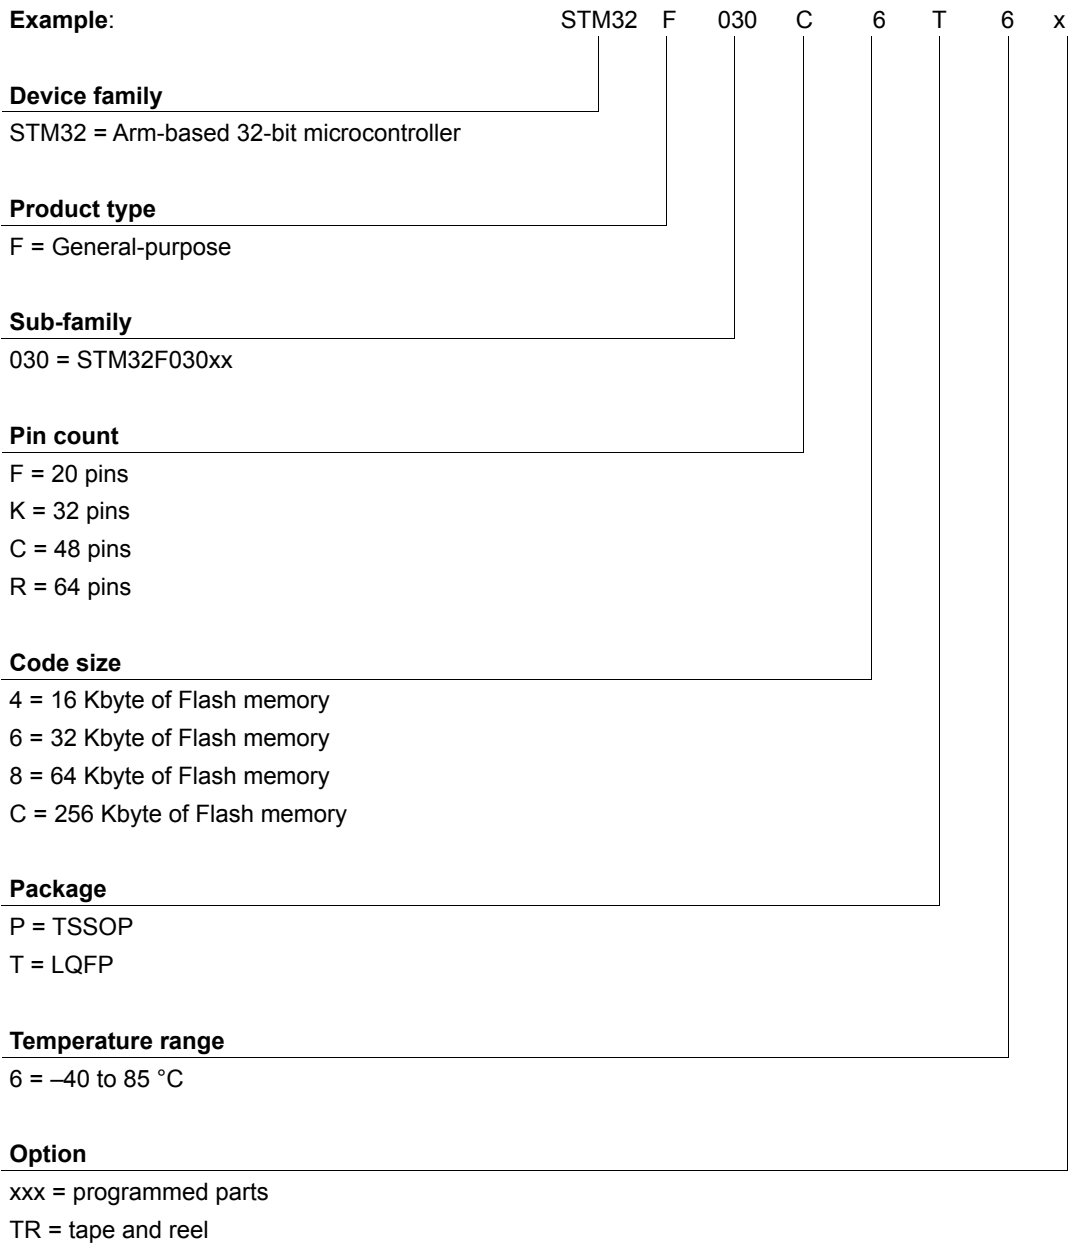 Example: STM32 F 030 C 6 T 6 x
Device family
STM32 = Arm-based 32-bit microcontroller
Product type
F = General-purpose
Sub-family
030 = STM32F030xx
Pin count
F = 20 pins
K = 32 pins
C = 48 pins
R = 64 pins
Code size
4 = 16 Kbyte of Flash memory
6 = 32 Kbyte of Flash memory
8 = 64 Kbyte of Flash memory
C = 256 Kbyte of Flash memory
Package
P = TSSOP
T = LQFP
Temperature range
6 = –40 to 85 °C
Option
xxx = programmed parts
TR = tape and reel